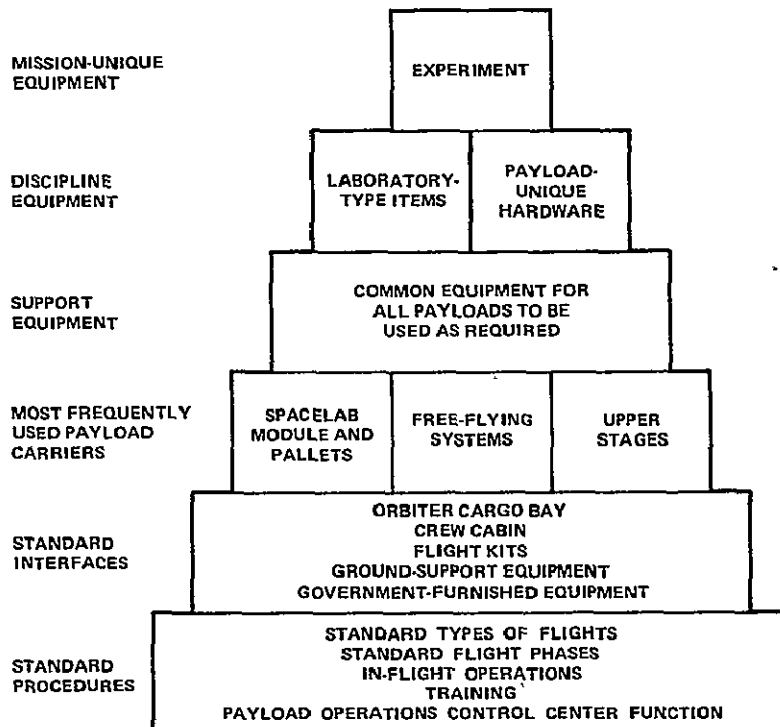 MISSION-UNIQUE
EQUIPMENT
EXPERIMENT
DISCIPLINE
EQUIPMENT
LABORATORY-
TYPE ITEMS
PAYLOAD-
UNIQUE
HARDWARE
SUPPORT
EQUIPMENT
COMMON EQUIPMENT FOR
ALL PAYLOADS TO BE
USED AS REQUIRED
MOST FREQUENTLY
USED PAYLOAD
CARRIERS
SPACELAB
MODULE AND
PALLETS
FREE-FLYING
SYSTEMS
UPPER
STAGES
STANDARD
INTERFACES
ORBITER CARGO BAY
CREW CABIN
FLIGHT KITS
GROUND-SUPPORT EQUIPMENT
GOVERNMENT-FURNISHED EQUIPMENT
STANDARD
PROCEDURES
STANDARD TYPES OF FLIGHTS
STANDARD FLIGHT PHASES
IN-FLIGHT OPERATIONS
TRAINING
PAYLOAD OPERATIONS CONTROL CENTER FUNCTION